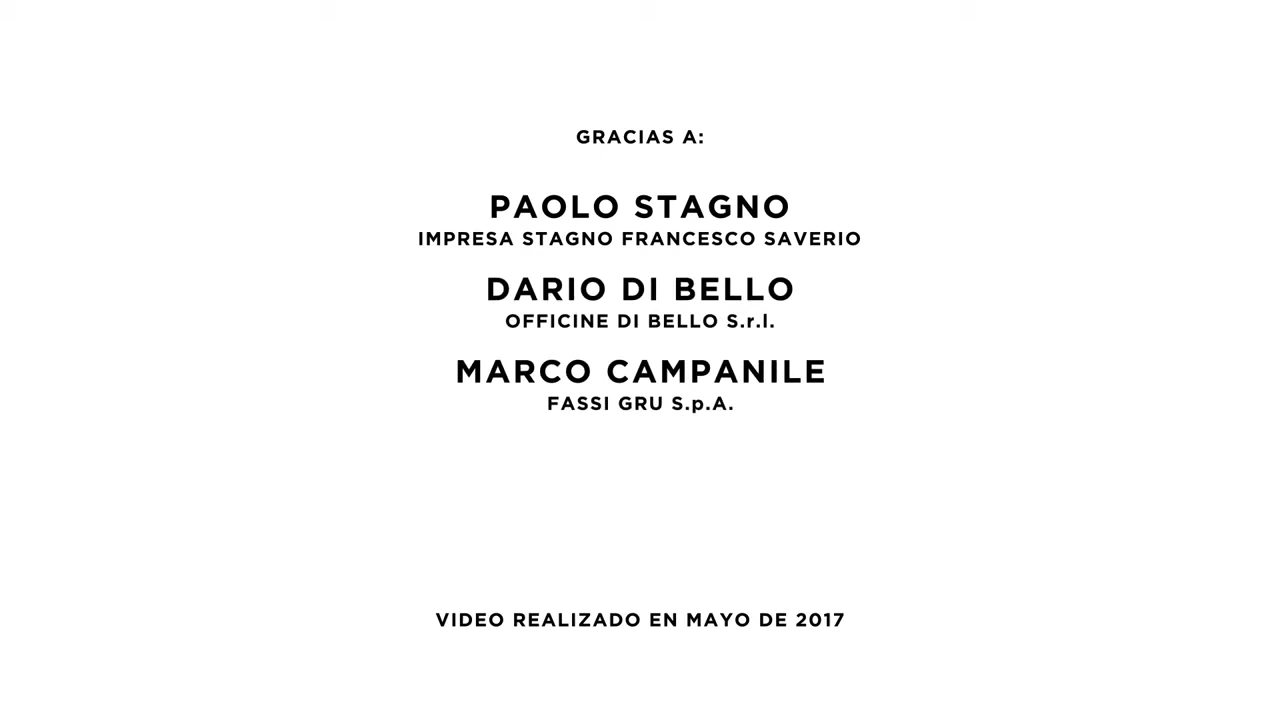 GRACIAS A:
PAOLO STAGNO
IMPRESA STAGNO FRANCESCO SAVERIO
DARIO DI BELLO
OFFICINE DI BELLO S.r.l.
MARCO CAMPANILE
FASSI GRU S.p.A.
VIDEO REALIZADO EN MAYO DE 2017